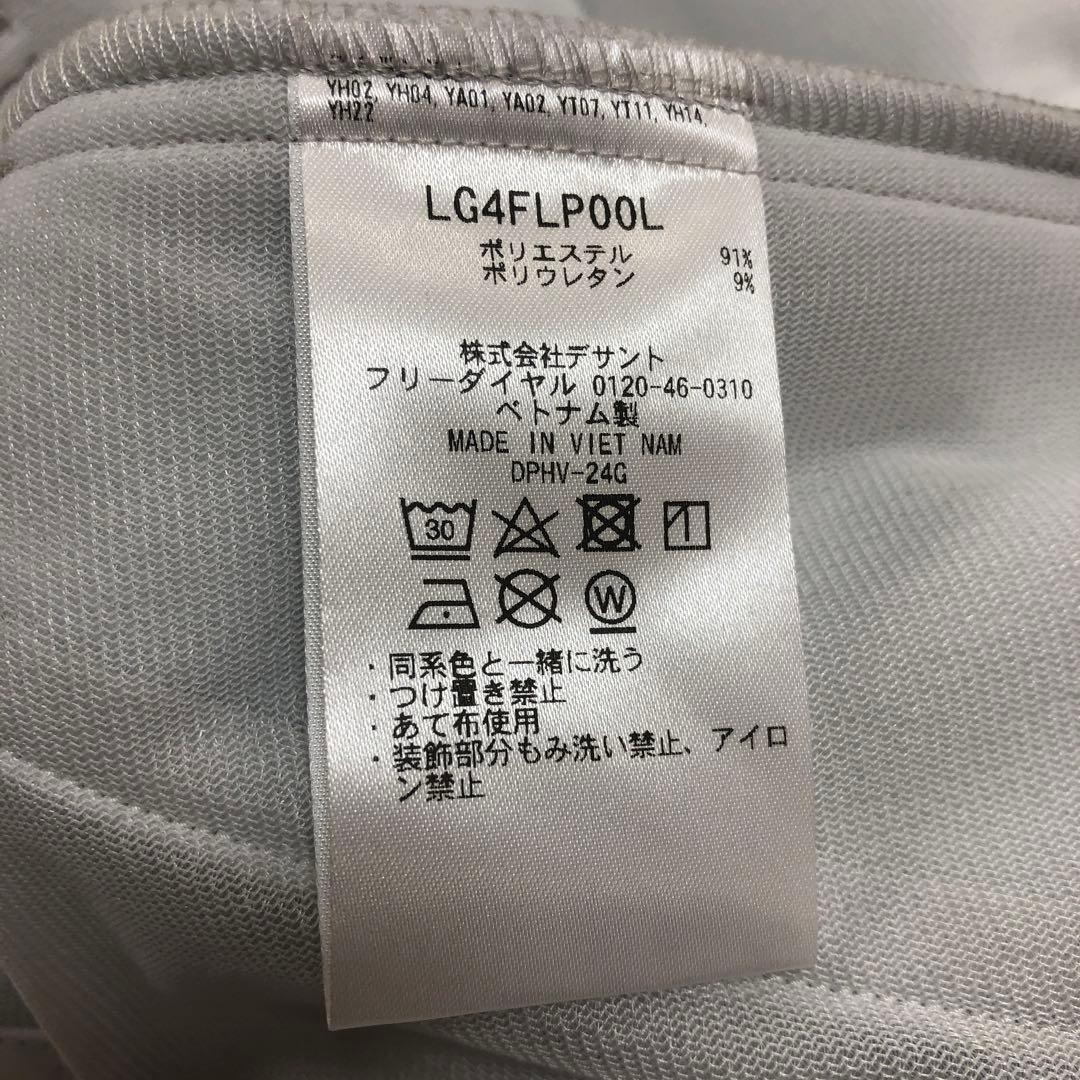 YH02, YH04, YA01, YA02, YT07, YT11, YH14,
YH22
LG4FLP00L
ポリエステル 91%
ポリウレタン 9%
株式会社デサント
フリーダイヤル 0120-46-0310
ベトナム製
MADE IN VIET NAM
DPHV-24G
30
W
・同系色と一緒に洗う
・つけ置き禁止
・あて布使用
・装飾部分もみ洗い禁止、アイロ
ン禁止